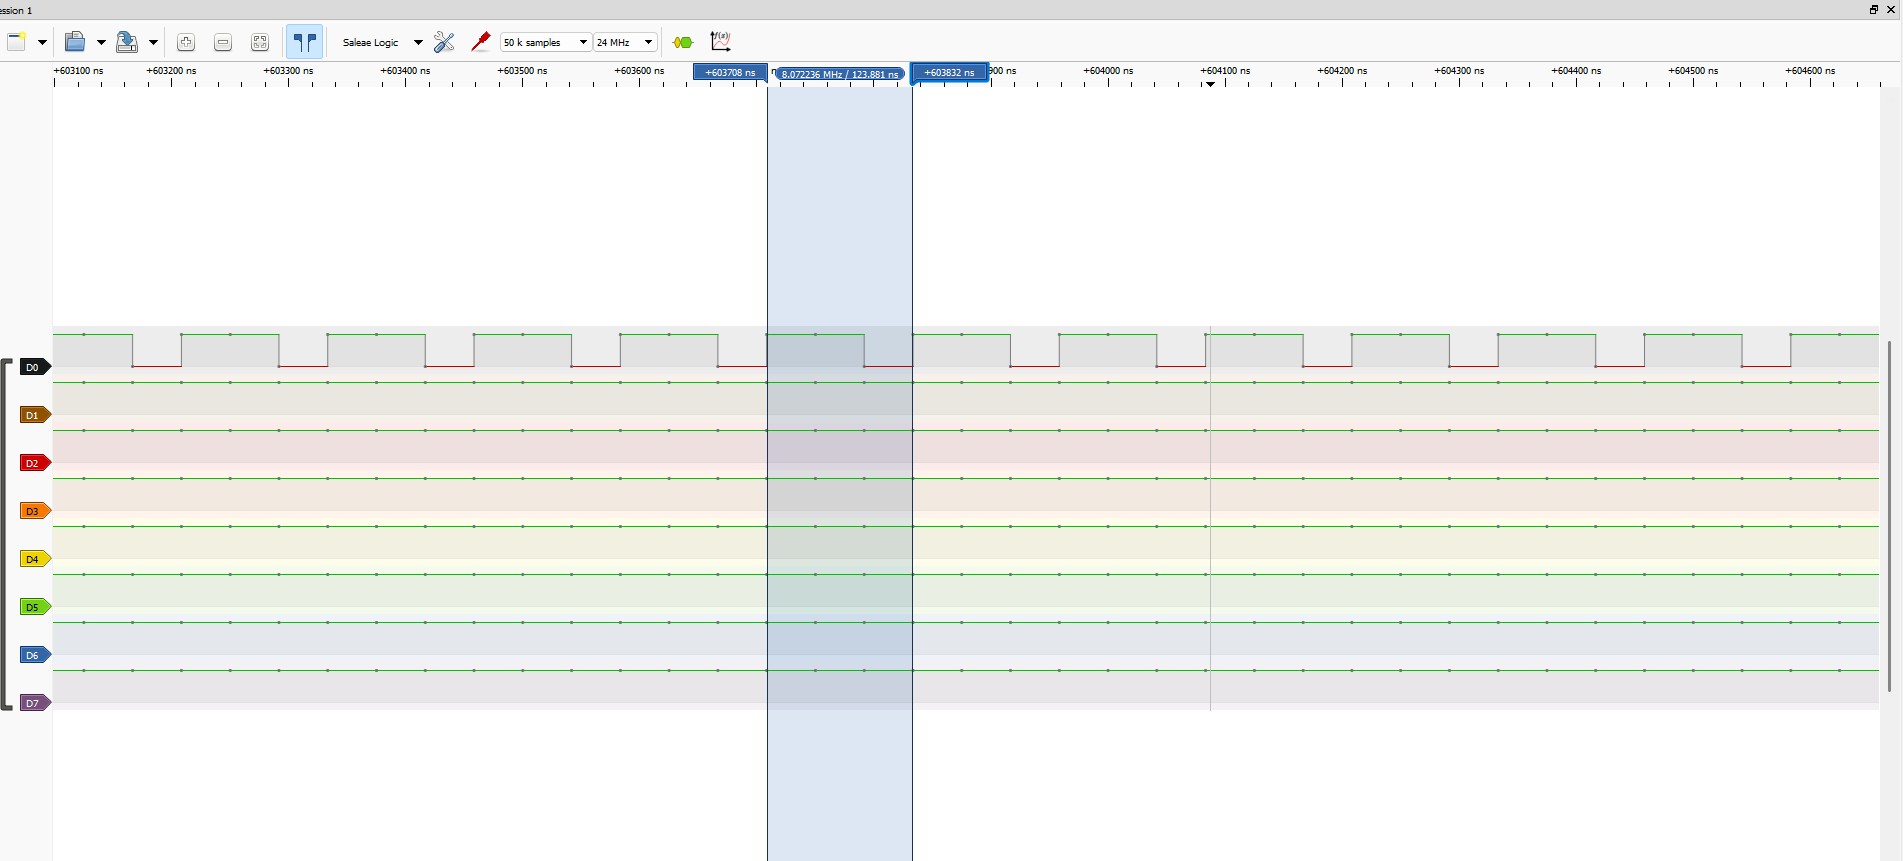 ession 1
Saleae Logic
50 k samples
24 MHz
+603100 ns +603200 ns +603300 ns +603400 ns +603500 ns +603600 ns +603708 ns 8.072236 MHz / 123.881 ns +603832 ns 900 ns +604000 ns +604100 ns +604200 ns +604300 ns +604400 ns +604500 ns +604600 ns
D0
D1
D2
D3
D4
D5
D6
D7